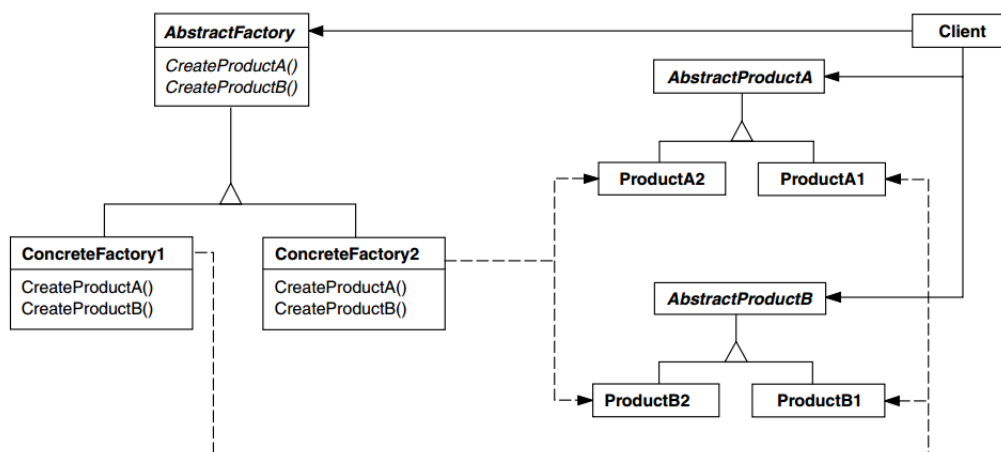 AbstractFactory
CreateProductA()
CreateProductB()
Client
AbstractProductA
ProductA2
ProductA1
ConcreteFactory1
CreateProductA()
CreateProductB()
ConcreteFactory2
CreateProductA()
CreateProductB()
AbstractProductB
ProductB2
ProductB1